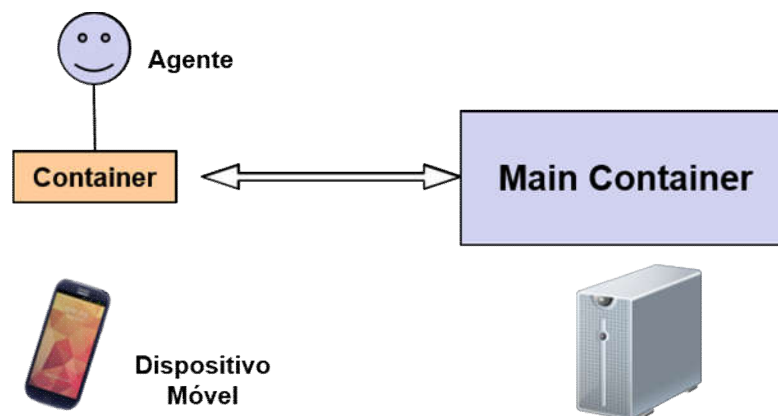 Agente
Container
Main Container
Dispositivo
Móvel